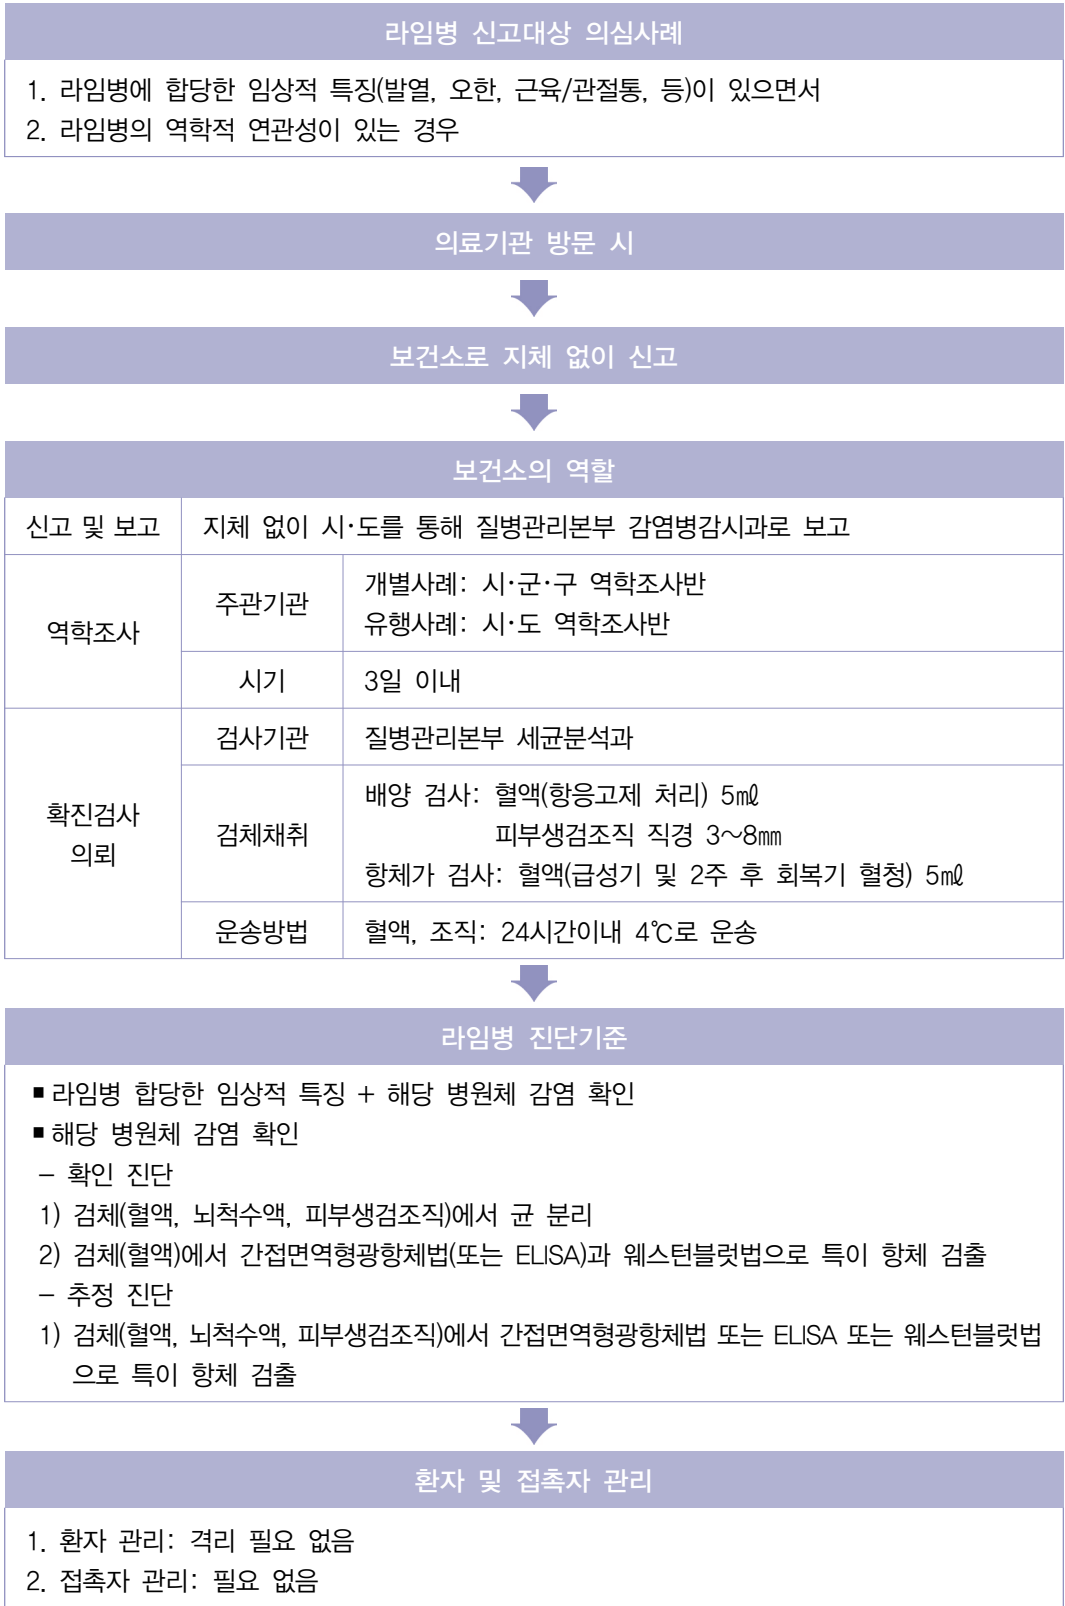 라임병 신고대상 의심사례
1. 라임병에 합당한 임상적 특징(발열, 오한, 근육/관절통, 등)이 있으면서
2. 라임병의 역학적 연관성이 있는 경우
의료기관 방문 시
보건소로 지체 없이 신고
보건소의 역할
신고 및 보고
지체 없이 시·도를 통해 질병관리본부 감염병감시과로 보고
역학조사
주관기관
개별사례: 시·군·구 역학조사반
유행사례: 시·도 역학조사반
시기
3일 이내
확진검사
의뢰
검사기관
질병관리본부 세균분석과
검체채취
배양 검사: 혈액(항응고제 처리) 5㎖
피부생검조직 직경 3~8㎜
항체가 검사: 혈액(급성기 및 2주 후 회복기 혈청) 5㎖
운송방법
혈액, 조직: 24시간이내 4℃로 운송
라임병 진단기준
▪라임병 합당한 임상적 특징 + 해당 병원체 감염 확인
▪해당 병원체 감염 확인
– 확인 진단
1) 검체(혈액, 뇌척수액, 피부생검조직)에서 균 분리
2) 검체(혈액)에서 간접면역형광항체법(또는 ELISA)과 웨스턴블럿법으로 특이 항체 검출
– 추정 진단
1) 검체(혈액, 뇌척수액, 피부생검조직)에서 간접면역형광항체법 또는 ELISA 또는 웨스턴블럿법
으로 특이 항체 검출
환자 및 접촉자 관리
1. 환자 관리: 격리 필요 없음
2. 접촉자 관리: 필요 없음